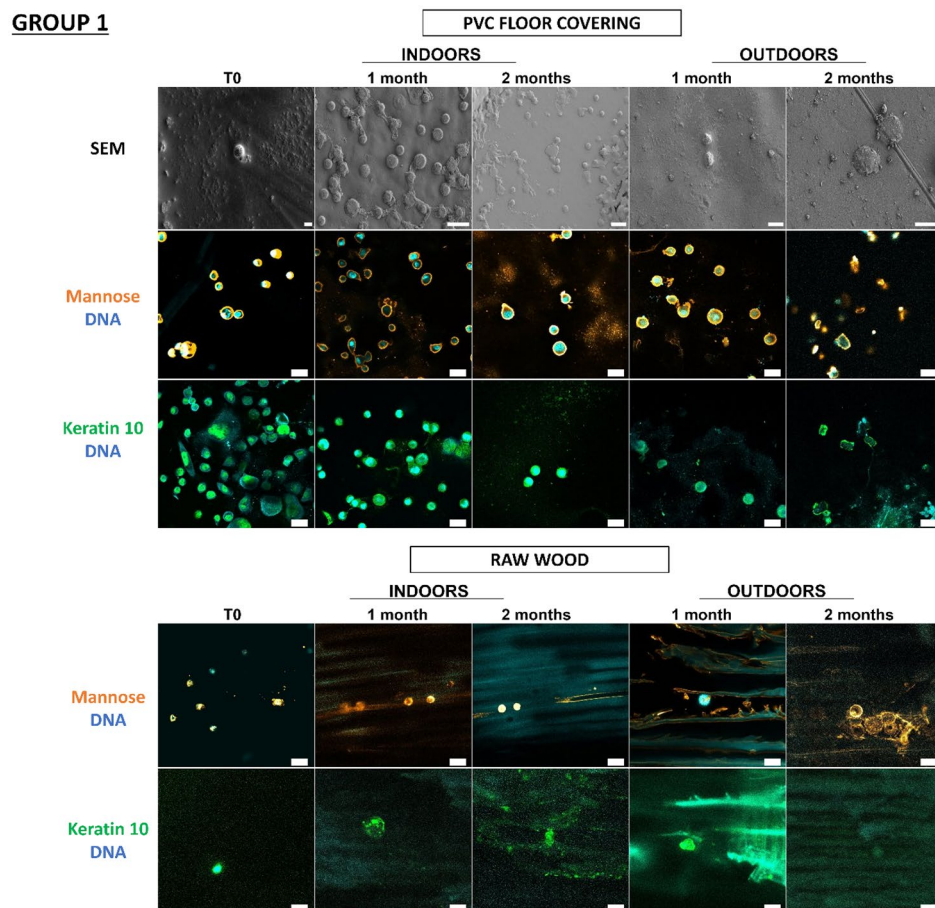 GROUP 1
PVC FLOOR COVERING
INDOORS
OUTDOORS
T0
1 month
2 months
1 month
2 months
SEM
Mannose
DNA
Keratin 10
DNA
RAW WOOD
INDOORS
OUTDOORS
T0
1 month
2 months
1 month
2 months
Mannose
DNA
Keratin 10
DNA